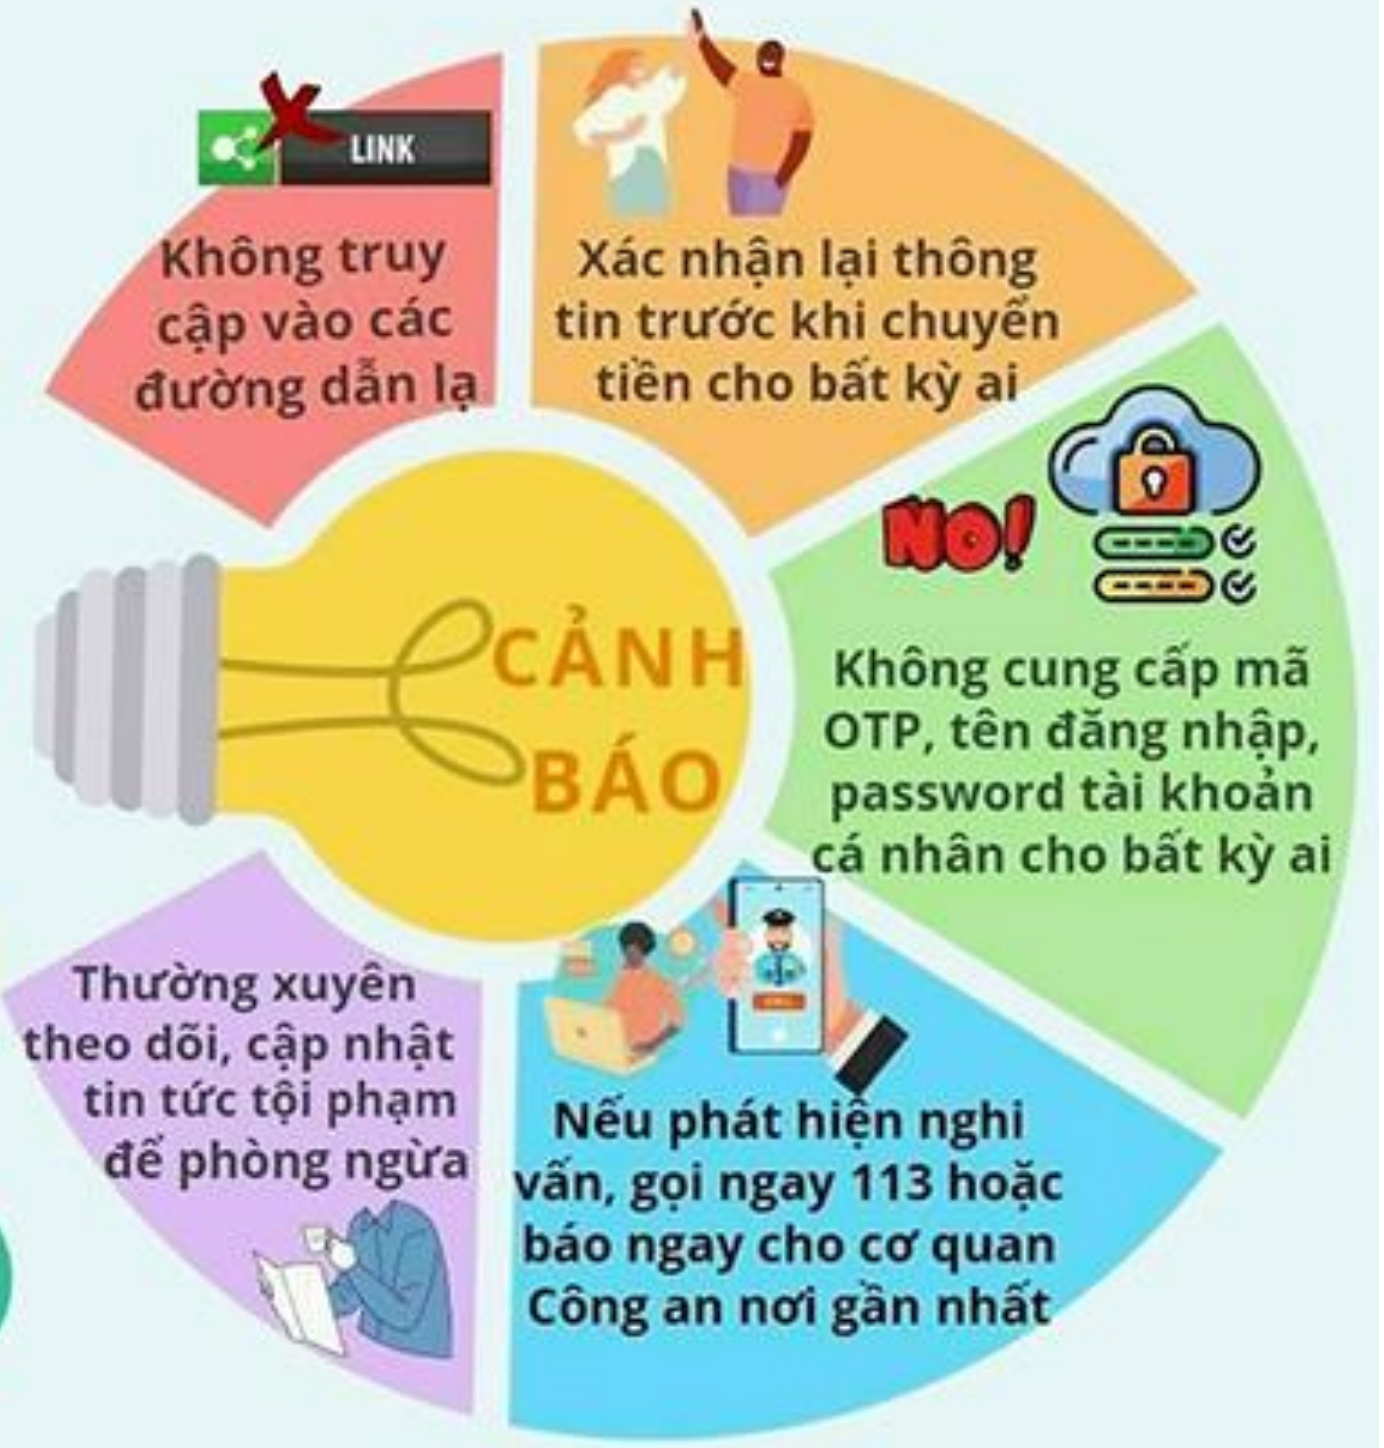 LINK
Không truy
cập vào các
đường dẫn lạ
Xác nhận lại thông
tin trước khi chuyển
tiền cho bất kỳ ai
NO!
Không cung cấp mã
OTP, tên đăng nhập,
password tài khoản
cá nhân cho bất kỳ ai
CẢNH
BÁO
Nếu phát hiện nghi
vấn, gọi ngay 113 hoặc
báo ngay cho cơ quan
Công an nơi gần nhất
Thường xuyên
theo dõi, cập nhật
tin tức tội phạm
để phòng ngừa